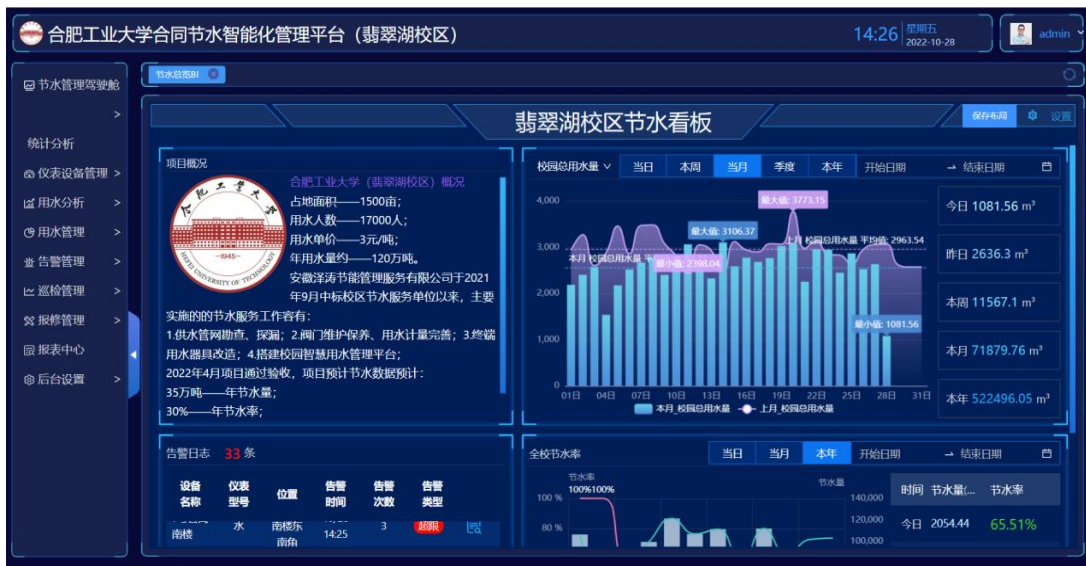 合肥工业大学合同节水智能化管理平台（翡翠湖校区）
14:26
星期五
2022-10-28
admin
节水管理驾驶舱
统计分析
仪表设备管理
用水分析
用水管理
告警管理
巡检管理
报修管理
报表中心
后台设置
节水总览BI
翡翠湖校区节水看板
保存布局
设置
项目概况
合肥工业大学
1945
HEFEI UNIVERSITY OF TECHNOLOGY
合肥工业大学（翡翠湖校区）概况
占地面积——1500亩；
用水人数——17000人；
用水单价——3元/吨；
年用水量约——120万吨。
安徽泽涛节能管理服务有限公司于2021
年9月中标校区节水服务单位以来，主要
实施的的节水服务工作容有：
1.供水管网勘查、探漏；2.阀门维护保养、用水计量完善；3.终端
用水器具改造；4.搭建校园智慧用水管理平台；
2022年4月项目通过验收，项目预计节水数据预计：
35万吨——年节水量；
30%——年节水率；
校园总用水量 当日 本周 当月 季度 本年 开始日期 → 结束日期
4,000
3,000
2,000
1,000
0
最大值: 3773.15
最大值: 3106.37
上月 校园总用水量 平均值: 2963.54
本月 校园总用水量 平
最小值: 2398.04
最小值: 1081.56
01日 04日 07日 10日 13日 16日 19日 22日 25日 28日 31日
本月_校园总用水量 上月_校园总用水量
今日 1081.56 m³
昨日 2636.3 m³
本周 11567.1 m³
本月 71879.76 m³
本年 522496.05 m³
告警日志 33 条
设备名称 仪表型号 位置 告警时间 告警次数 告警类型
南楼 水 南楼东南角 14:25 3 超限
全校节水率 当日 当月 本年 开始日期 → 结束日期
节水率
100%100%
100 %
80 %
节水量
140,000
120,000
100,000
时间 节水量(... 节水率
今日 2054.44 65.51%